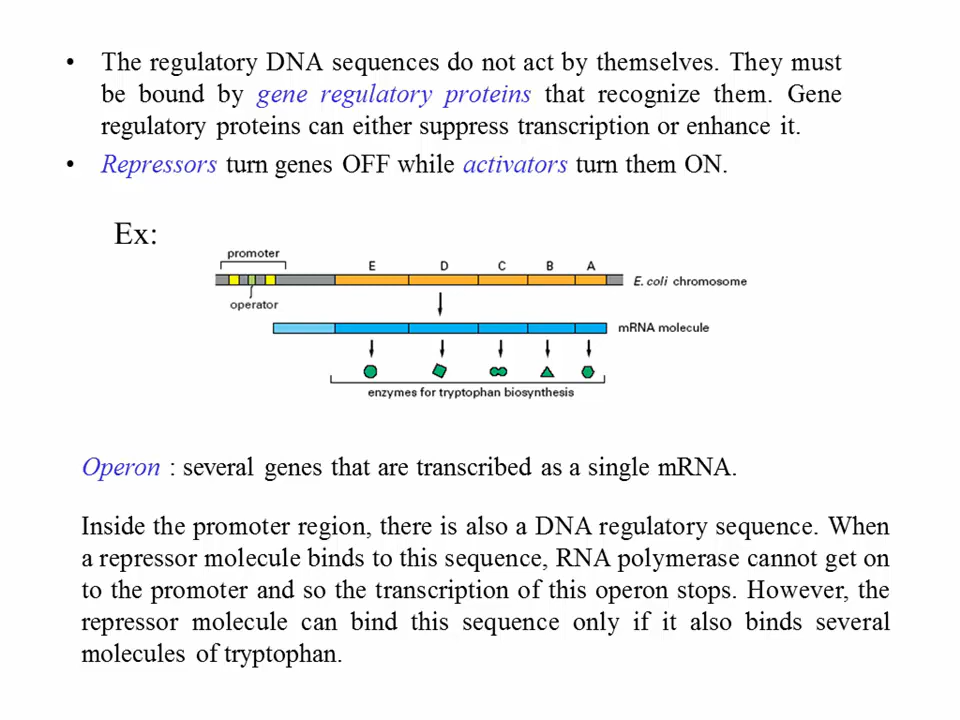 • The regulatory DNA sequences do not act by themselves. They must
be bound by gene regulatory proteins that recognize them. Gene
regulatory proteins can either suppress transcription or enhance it.
• Repressors turn genes OFF while activators turn them ON.
Ex:
promoter
E D C B A
E. coli chromosome
operator
mRNA molecule
enzymes for tryptophan biosynthesis
Operon : several genes that are transcribed as a single mRNA.
Inside the promoter region, there is also a DNA regulatory sequence. When
a repressor molecule binds to this sequence, RNA polymerase cannot get on
to the promoter and so the transcription of this operon stops. However, the
repressor molecule can bind this sequence only if it also binds several
molecules of tryptophan.